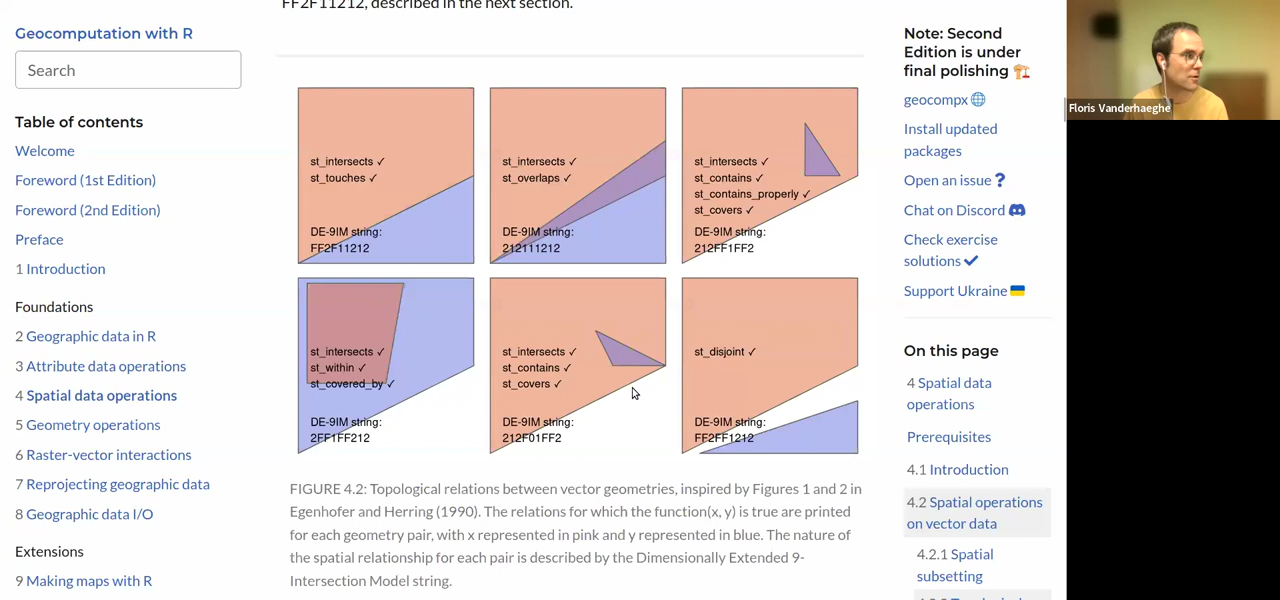 FF2F11212, described in the next section.
Geocomputation with R
Search
Table of contents
Welcome
Foreword (1st Edition)
Foreword (2nd Edition)
Preface
1 Introduction
Foundations
2 Geographic data in R
3 Attribute data operations
4 Spatial data operations
5 Geometry operations
6 Raster-vector interactions
7 Reprojecting geographic data
8 Geographic data I/O
Extensions
9 Making maps with R
st_intersects ✓
st_touches ✓
DE-9IM string:
FF2F11212
st_intersects ✓
st_overlaps ✓
DE-9IM string:
212111212
st_intersects ✓
st_contains ✓
st_contains_properly ✓
st_covers ✓
DE-9IM string:
212FF1FF2
st_intersects ✓
st_within ✓
st_covered_by ✓
DE-9IM string:
2FF1FF212
st_intersects ✓
st_contains ✓
st_covers ✓
DE-9IM string:
212F01FF2
st_disjoint ✓
DE-9IM string:
FF2FF1212
FIGURE 4.2: Topological relations between vector geometries, inspired by Figures 1 and 2 in
Egenhofer and Herring (1990). The relations for which the function(x, y) is true are printed
for each geometry pair, with x represented in pink and y represented in blue. The nature of
the spatial relationship for each pair is described by the Dimensionally Extended 9-
Intersection Model string.
Note: Second
Edition is under
final polishing 🏗️
geocompx 🌐
Install updated
packages
Open an issue ❓
Chat on Discord
Check exercise
solutions ✔
Support Ukraine 🇺🇦
On this page
4 Spatial data
operations
Prerequisites
4.1 Introduction
4.2 Spatial operations
on vector data
4.2.1 Spatial
subsetting
Floris Vanderhaeghe